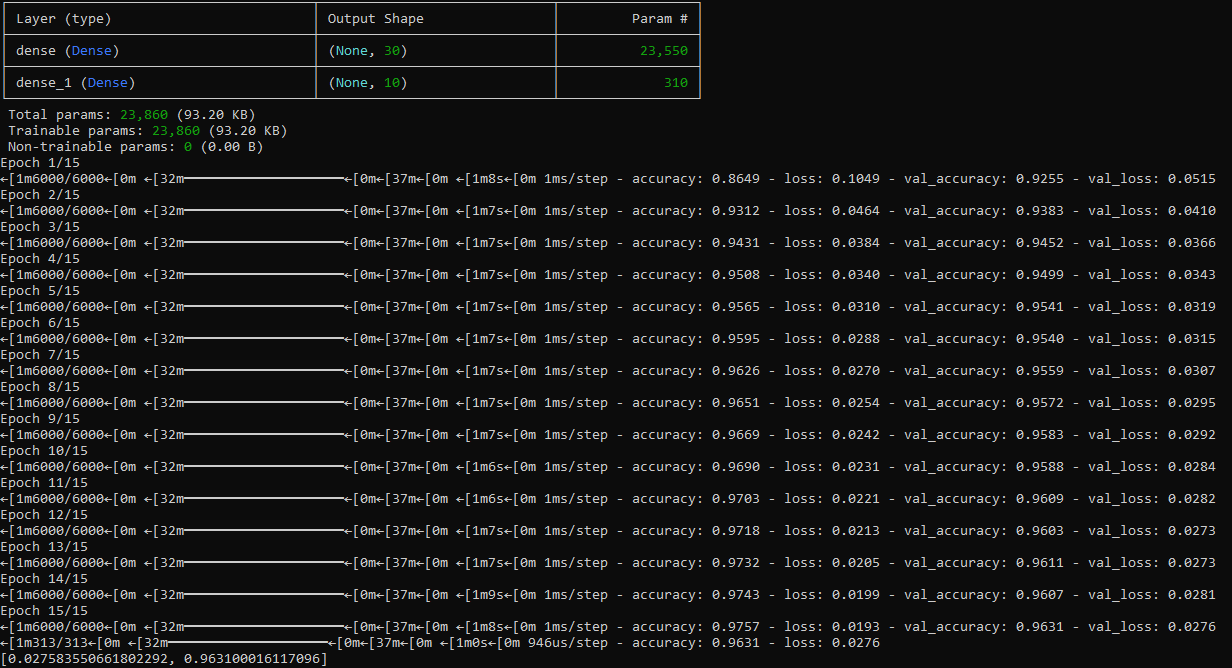 Layer (type) Output Shape Param #
dense (Dense) (None, 30) 23,550
dense_1 (Dense) (None, 10) 310
Total params: 23,860 (93.20 KB)
Trainable params: 23,860 (93.20 KB)
Non-trainable params: 0 (0.00 B)
Epoch 1/15
←[1m6000/6000←[0m ←[32m━━━━━━━━━━━━━━━━━━━━←[0m←[37m←[0m ←[1m8s←[0m 1ms/step - accuracy: 0.8649 - loss: 0.1049 - val_accuracy: 0.9255 - val_loss: 0.0515
Epoch 2/15
←[1m6000/6000←[0m ←[32m━━━━━━━━━━━━━━━━━━━━←[0m←[37m←[0m ←[1m7s←[0m 1ms/step - accuracy: 0.9312 - loss: 0.0464 - val_accuracy: 0.9383 - val_loss: 0.0410
Epoch 3/15
←[1m6000/6000←[0m ←[32m━━━━━━━━━━━━━━━━━━━━←[0m←[37m←[0m ←[1m7s←[0m 1ms/step - accuracy: 0.9431 - loss: 0.0384 - val_accuracy: 0.9452 - val_loss: 0.0366
Epoch 4/15
←[1m6000/6000←[0m ←[32m━━━━━━━━━━━━━━━━━━━━←[0m←[37m←[0m ←[1m7s←[0m 1ms/step - accuracy: 0.9508 - loss: 0.0340 - val_accuracy: 0.9499 - val_loss: 0.0343
Epoch 5/15
←[1m6000/6000←[0m ←[32m━━━━━━━━━━━━━━━━━━━━←[0m←[37m←[0m ←[1m7s←[0m 1ms/step - accuracy: 0.9565 - loss: 0.0310 - val_accuracy: 0.9541 - val_loss: 0.0319
Epoch 6/15
←[1m6000/6000←[0m ←[32m━━━━━━━━━━━━━━━━━━━━←[0m←[37m←[0m ←[1m7s←[0m 1ms/step - accuracy: 0.9595 - loss: 0.0288 - val_accuracy: 0.9540 - val_loss: 0.0315
Epoch 7/15
←[1m6000/6000←[0m ←[32m━━━━━━━━━━━━━━━━━━━━←[0m←[37m←[0m ←[1m7s←[0m 1ms/step - accuracy: 0.9626 - loss: 0.0270 - val_accuracy: 0.9559 - val_loss: 0.0307
Epoch 8/15
←[1m6000/6000←[0m ←[32m━━━━━━━━━━━━━━━━━━━━←[0m←[37m←[0m ←[1m7s←[0m 1ms/step - accuracy: 0.9651 - loss: 0.0254 - val_accuracy: 0.9572 - val_loss: 0.0295
Epoch 9/15
←[1m6000/6000←[0m ←[32m━━━━━━━━━━━━━━━━━━━━←[0m←[37m←[0m ←[1m7s←[0m 1ms/step - accuracy: 0.9669 - loss: 0.0242 - val_accuracy: 0.9583 - val_loss: 0.0292
Epoch 10/15
←[1m6000/6000←[0m ←[32m━━━━━━━━━━━━━━━━━━━━←[0m←[37m←[0m ←[1m6s←[0m 1ms/step - accuracy: 0.9690 - loss: 0.0231 - val_accuracy: 0.9588 - val_loss: 0.0284
Epoch 11/15
←[1m6000/6000←[0m ←[32m━━━━━━━━━━━━━━━━━━━━←[0m←[37m←[0m ←[1m6s←[0m 1ms/step - accuracy: 0.9703 - loss: 0.0221 - val_accuracy: 0.9609 - val_loss: 0.0282
Epoch 12/15
←[1m6000/6000←[0m ←[32m━━━━━━━━━━━━━━━━━━━━←[0m←[37m←[0m ←[1m7s←[0m 1ms/step - accuracy: 0.9718 - loss: 0.0213 - val_accuracy: 0.9603 - val_loss: 0.0273
Epoch 13/15
←[1m6000/6000←[0m ←[32m━━━━━━━━━━━━━━━━━━━━←[0m←[37m←[0m ←[1m7s←[0m 1ms/step - accuracy: 0.9732 - loss: 0.0205 - val_accuracy: 0.9611 - val_loss: 0.0273
Epoch 14/15
←[1m6000/6000←[0m ←[32m━━━━━━━━━━━━━━━━━━━━←[0m←[37m←[0m ←[1m9s←[0m 1ms/step - accuracy: 0.9743 - loss: 0.0199 - val_accuracy: 0.9607 - val_loss: 0.0281
Epoch 15/15
←[1m6000/6000←[0m ←[32m━━━━━━━━━━━━━━━━━━━━←[0m←[37m←[0m ←[1m8s←[0m 1ms/step - accuracy: 0.9757 - loss: 0.0193 - val_accuracy: 0.9631 - val_loss: 0.0276
←[1m313/313←[0m ←[32m━━━━━━━━━━━━━━━━━━━━←[0m←[37m←[0m ←[1m0s←[0m 946us/step - accuracy: 0.9631 - loss: 0.0276
[0.027583550661802292, 0.963100016117096]